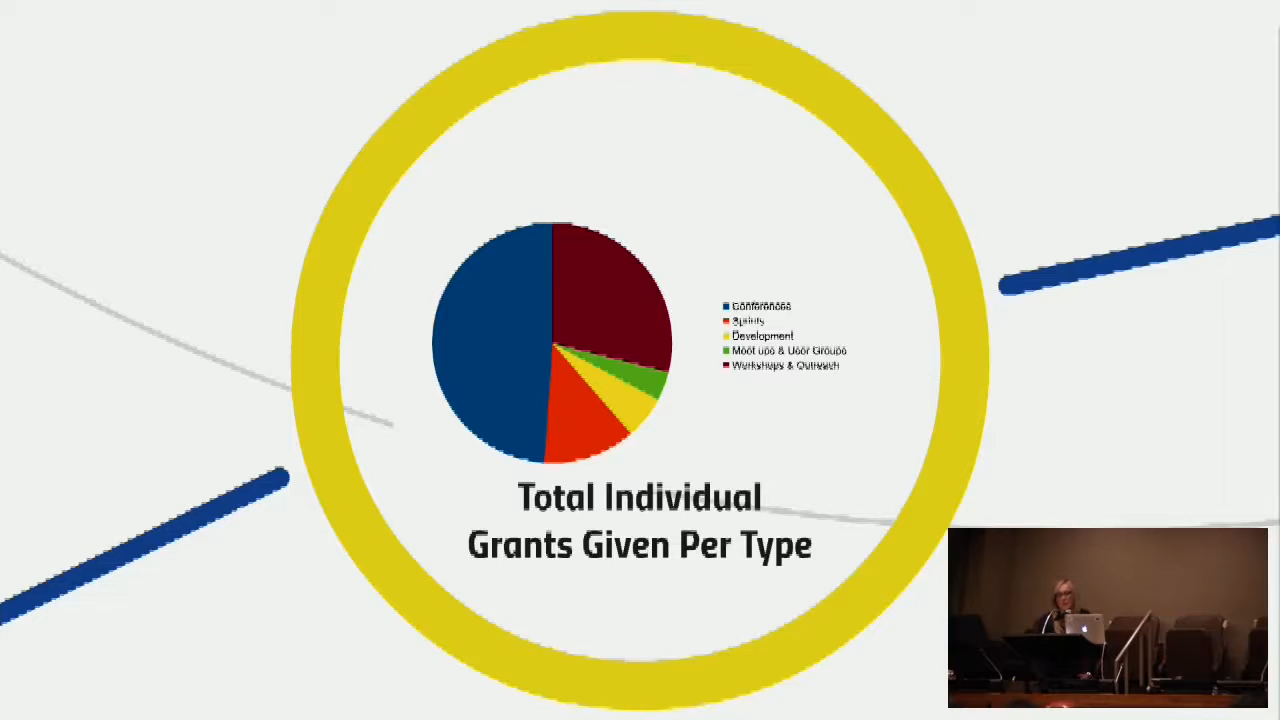 Conferences
Sprints
Development
Meet ups & User Groups
Workshops & Outreach
Total Individual
Grants Given Per Type